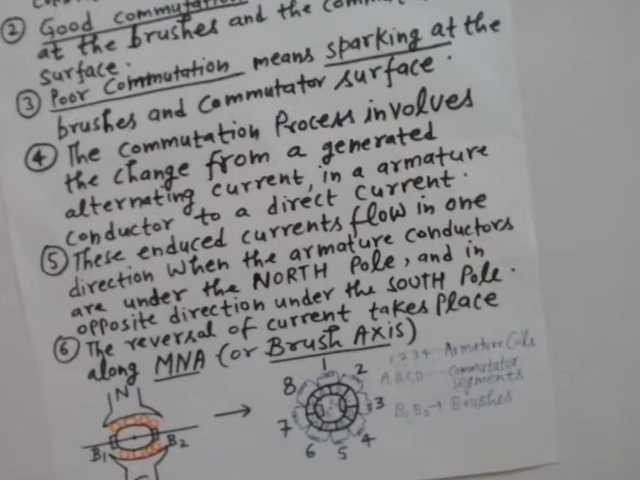 ② Good commutation
at the brushes and the
surface.
③ Poor Commutation means sparking at the
brushes and commutator surface.
④ The commutation Process involves
the change from a generated
alternating current, in a armature
conductor to a direct current.
⑤ These enduced currents flow in one
direction when the armature conductors
are under the NORTH Pole, and in
opposite direction under the SOUTH Pole.
⑥ The reversal of current takes place
along MNA (or Brush Axis)
1 2 3 4 — Armature Coils
commutator
segments
B1 B2 → Brushes
N
B1 B2
1 2 3 4 5 6 7 8